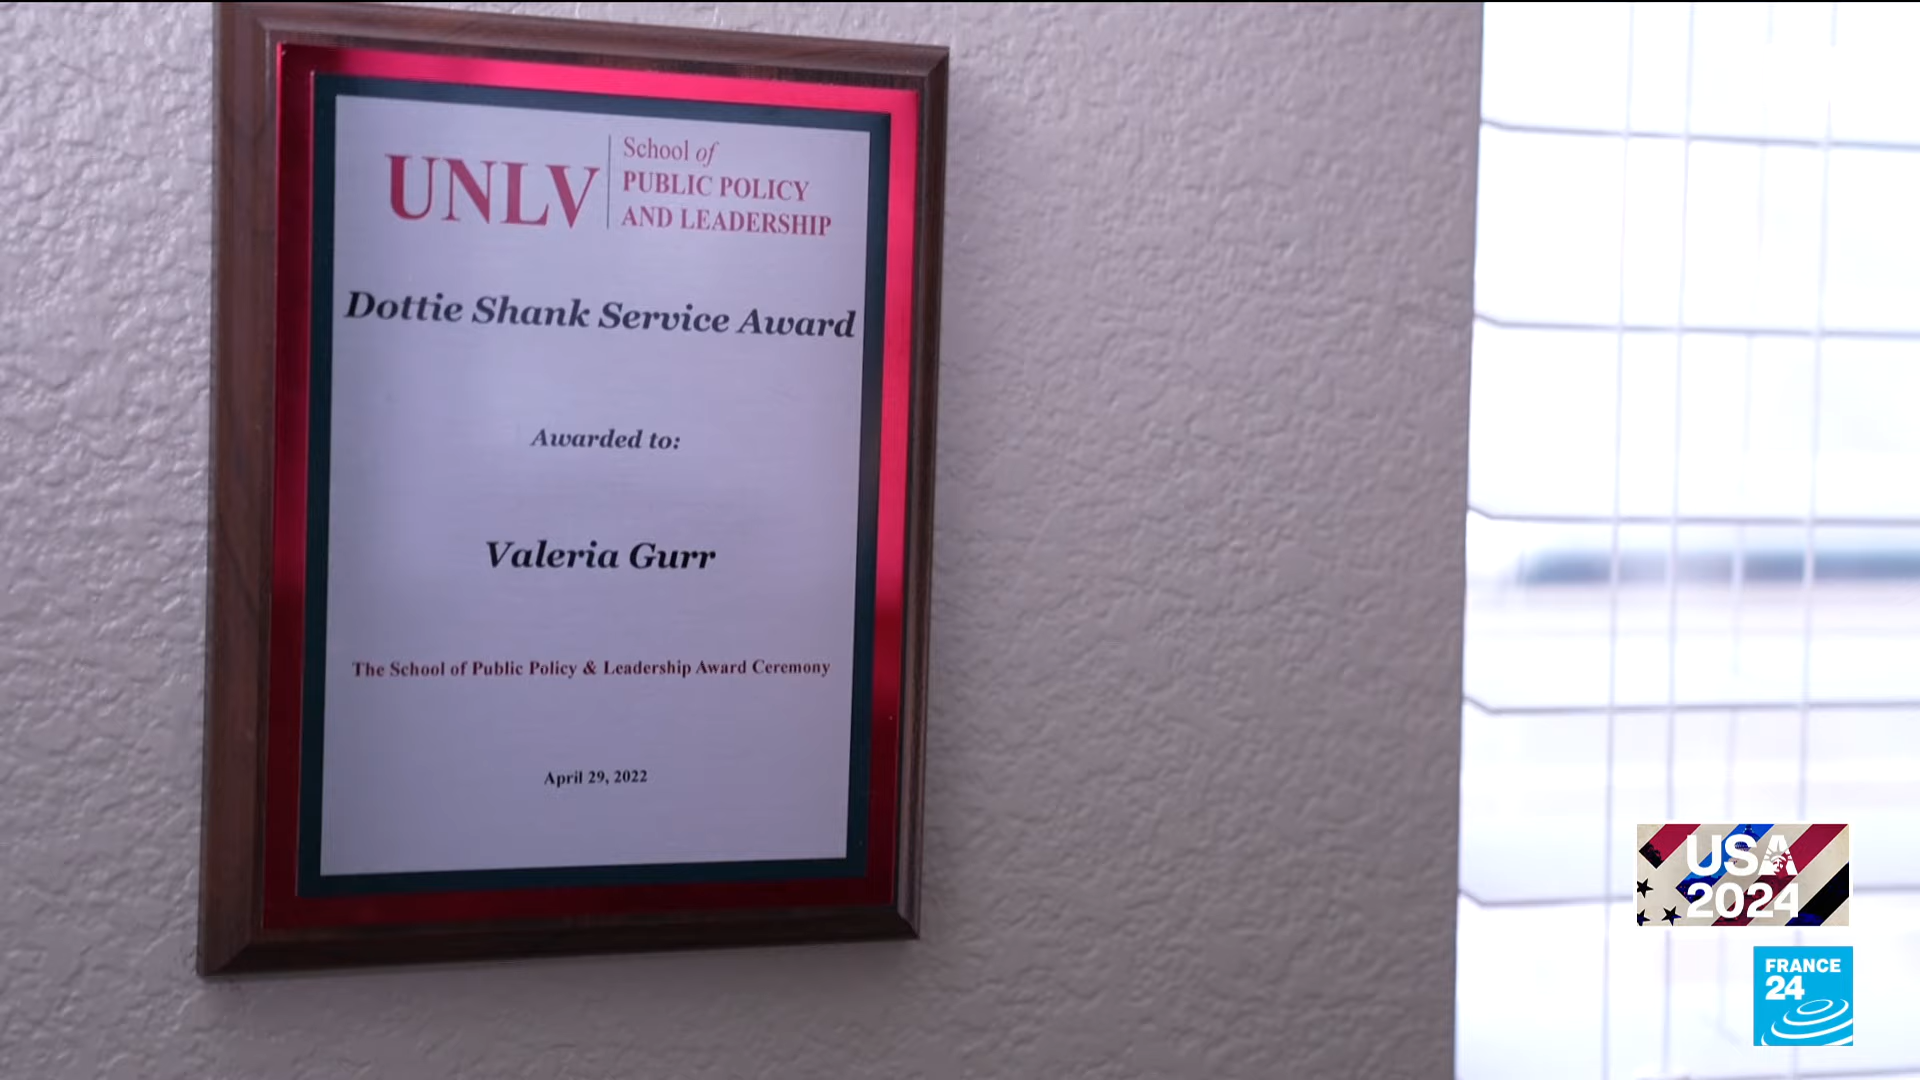 UNLV
School of
PUBLIC POLICY
AND LEADERSHIP
Dottie Shank Service Award
Awarded to:
Valeria Gurr
The School of Public Policy & Leadership Award Ceremony
April 29, 2022
USA
2024
FRANCE
24